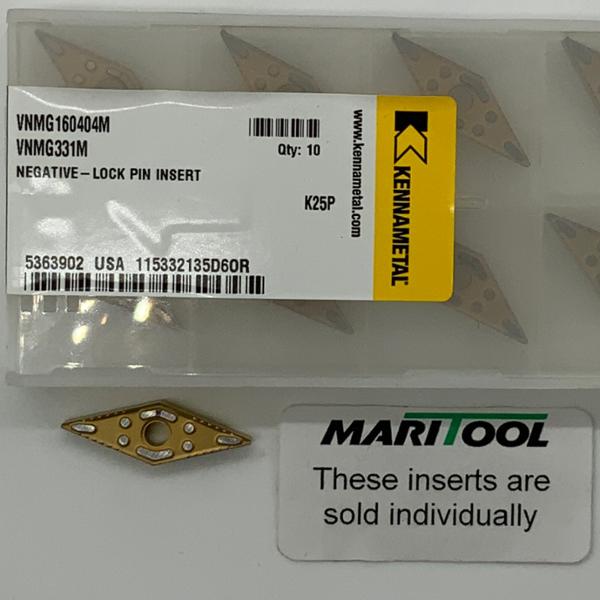 VNMG160404M
VNMG331M
Qty: 10
NEGATIVE-LOCK PIN INSERT
K25P
5363902 USA 115332135D6OR
www.kennametal.com
KENNAMETAL®
MARITOOL
These inserts are
sold individually